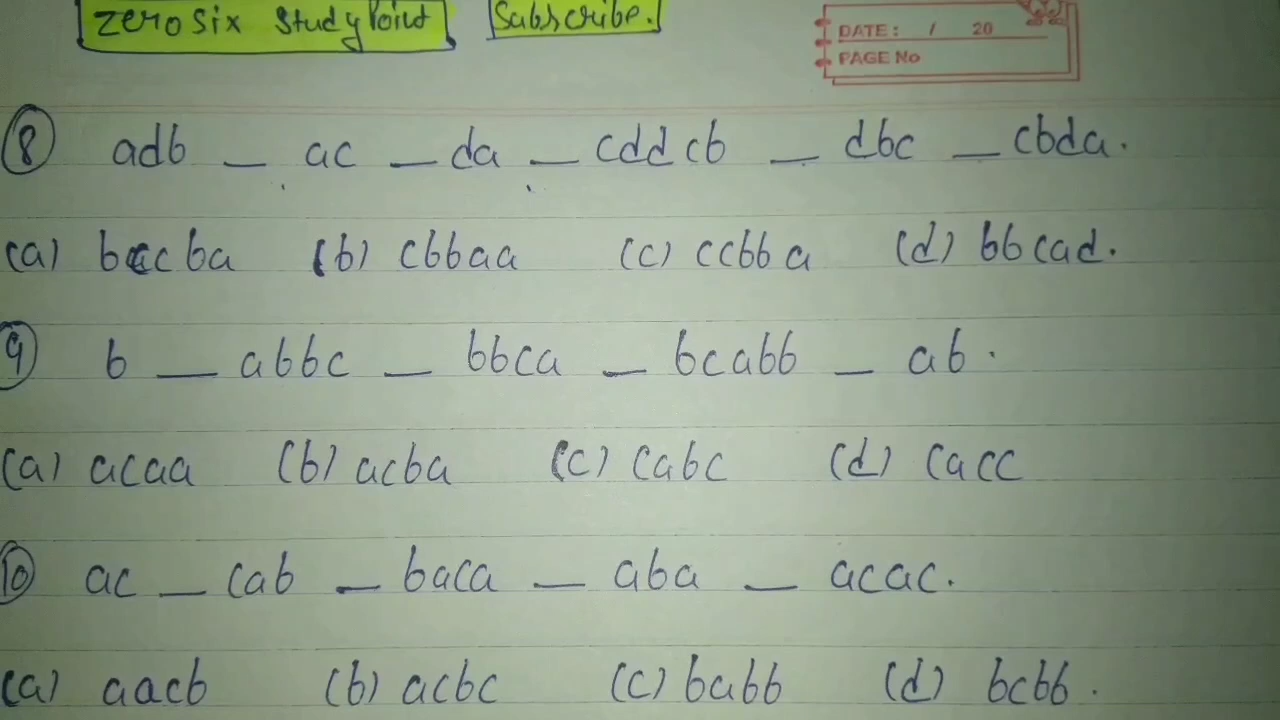 zero six Study Point Subscribe.
DATE: / 20
PAGE No
(8) adb _ ac _ da _ cddcb _ dbc _ cbda.
(a) bccba (b) cbbaa (c) ccbba (d) bbcad.
(9) b _ abbc _ bbca _ bcabb _ ab.
(a) acaa (b) acba (c) cabc (d) cacc
(10) ac _ cab _ baca _ aba _ acac.
(a) aacb (b) acbc (c) babb (d) bcbb.